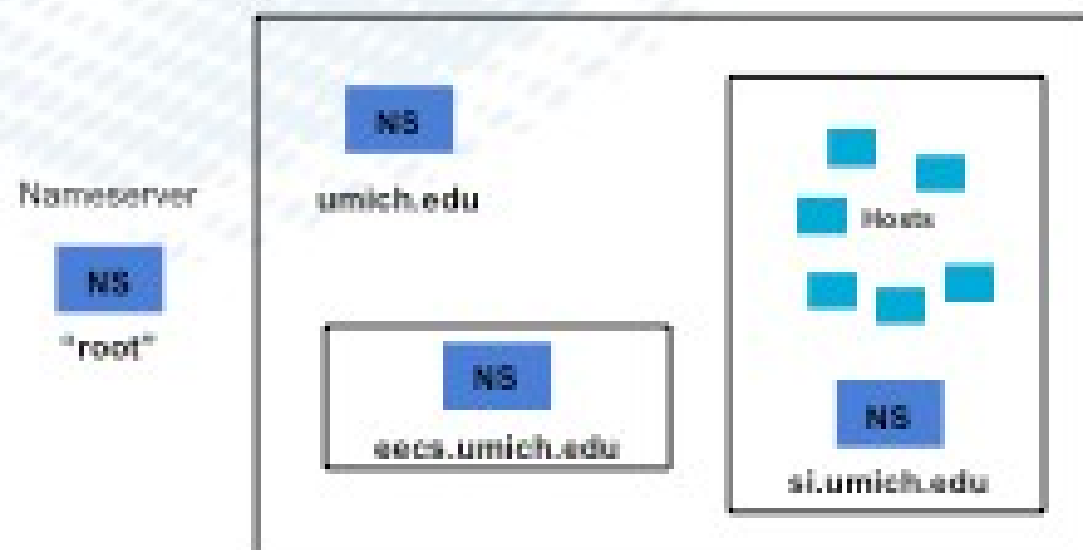 Nameserver
NS
"root"
NS
umich.edu
NS
eecs.umich.edu
Hosts
NS
si.umich.edu